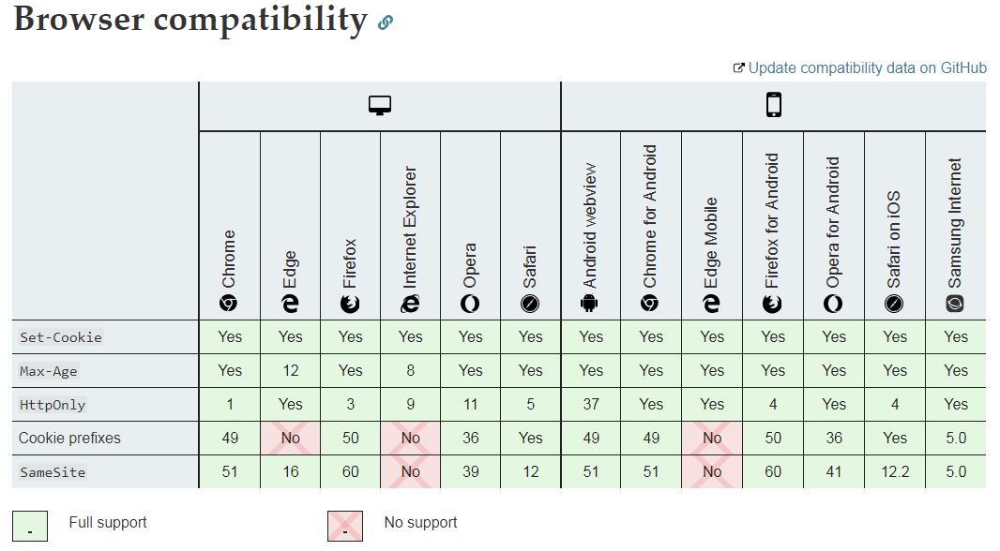 Browser compatibility
Update compatibility data on GitHub
Chrome Edge Firefox Internet Explorer Opera Safari Android webview Chrome for Android Edge Mobile Firefox for Android Opera for Android Safari on iOS Samsung Internet
Set-Cookie Yes Yes Yes Yes Yes Yes Yes Yes Yes Yes Yes Yes Yes
Max-Age Yes 12 Yes 8 Yes Yes Yes Yes Yes Yes Yes Yes Yes
HttpOnly 1 Yes 3 9 11 5 37 Yes Yes 4 Yes 4 Yes
Cookie prefixes 49 No 50 No 36 Yes 49 49 No 50 36 Yes 5.0
SameSite 51 16 60 No 39 12 51 51 No 60 41 12.2 5.0
- Full support - No support